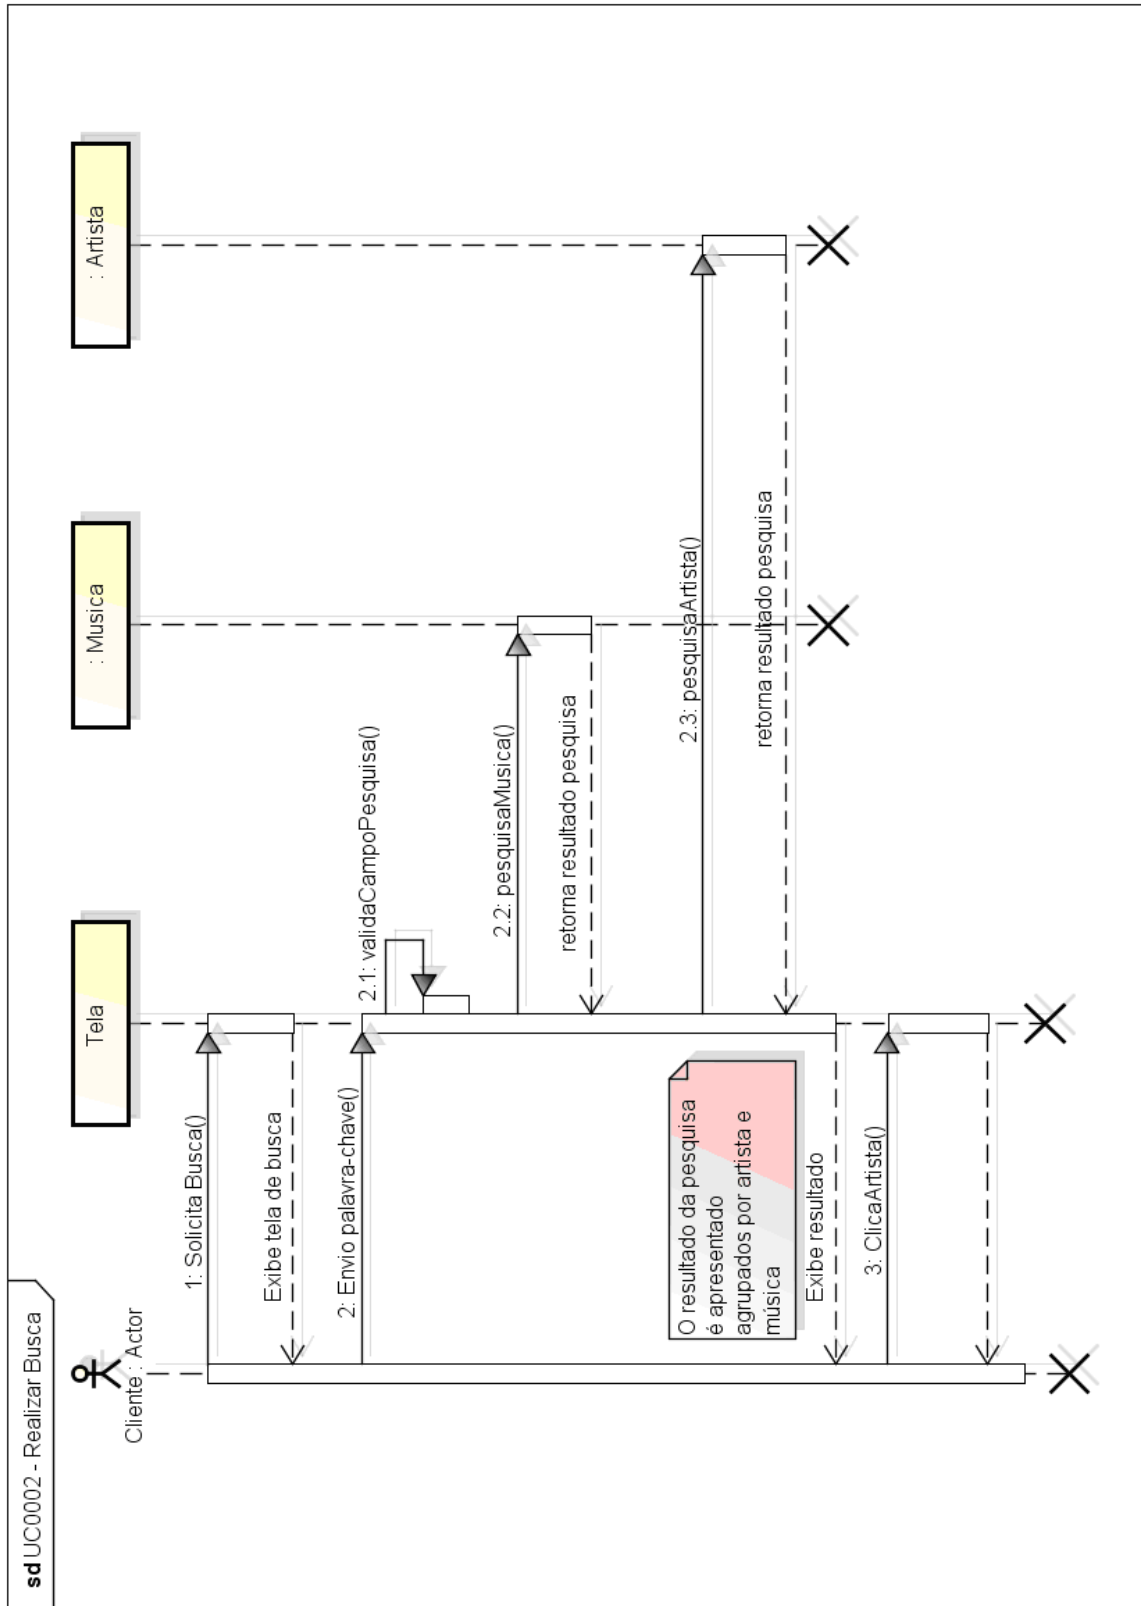 sd UC0002 - Realizar Busca
Cliente : Actor
Tela
: Musica
: Artista
1: Solicita Busca()
Exibe tela de busca
2: Envio palavra-chave()
2.1: validaCampoPesquisa()
2.2: pesquisaMusica()
retorna resultado pesquisa
2.3: pesquisaArtista()
retorna resultado pesquisa
O resultado da pesquisa
é apresentado
agrupados por artista e
música
Exibe resultado
3: ClicaArtista()